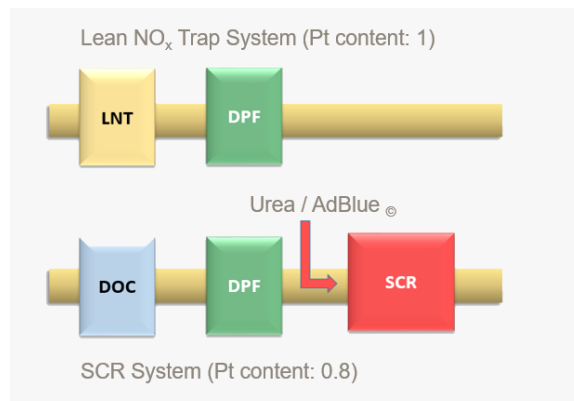 Lean NOx Trap System (Pt content: 1)
LNT
DPF
Urea / AdBlue ©
DOC
DPF
SCR
SCR System (Pt content: 0.8)